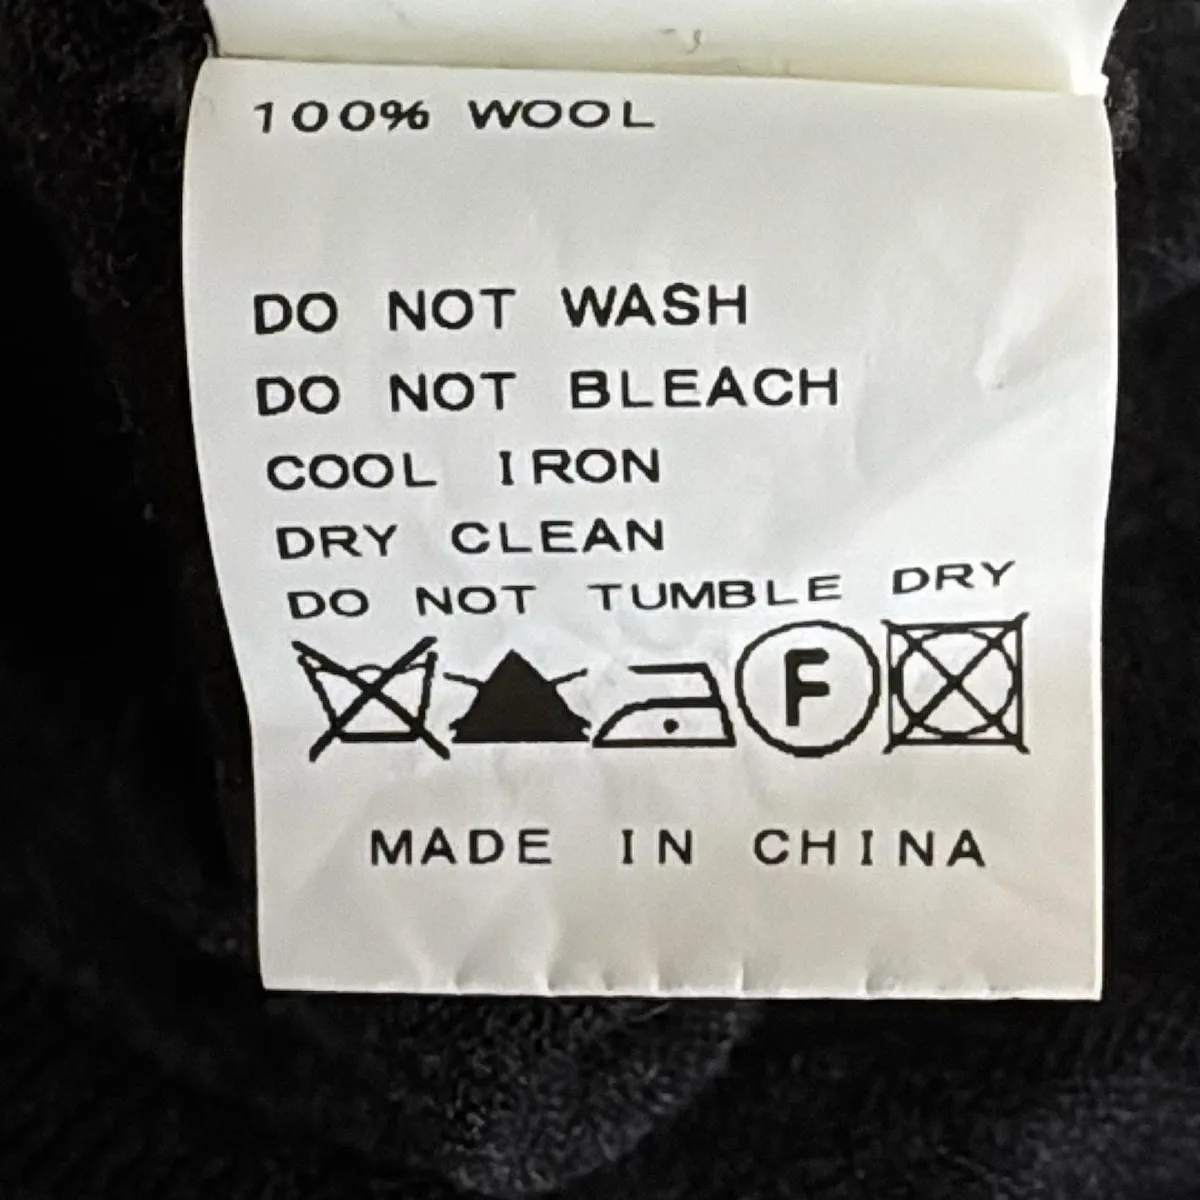 100% WOOL
DO NOT WASH
DO NOT BLEACH
COOL IRON
DRY CLEAN
DO NOT TUMBLE DRY
F
MADE IN CHINA